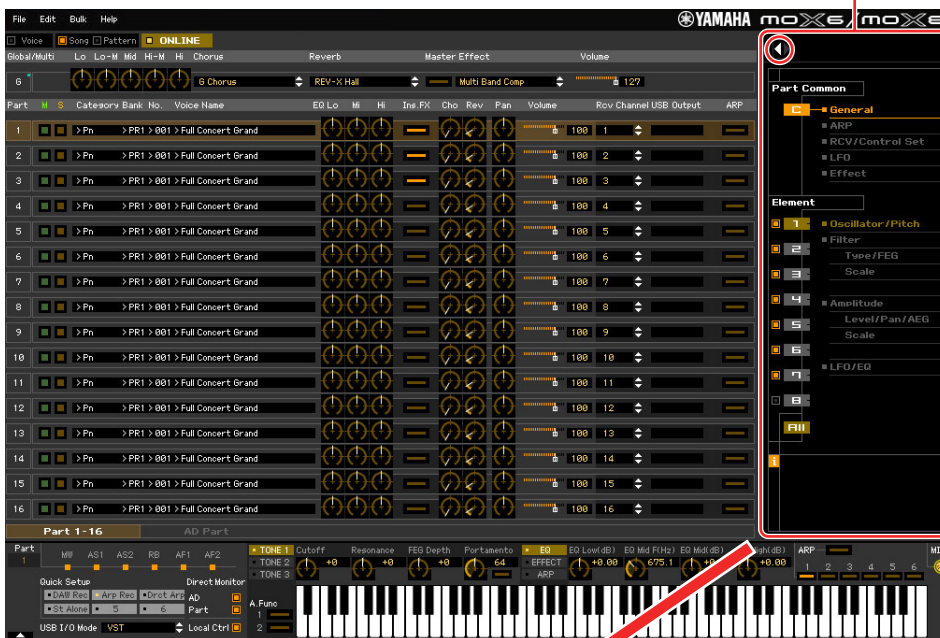 File Edit Bulk Help YAMAHA MOX6/MOX
Voice Song Pattern ONLINE
Global/Multi Lo Lo-M Mid Hi-M Hi Chorus Reverb Master Effect Volume
G G Chorus REV-X Hall Multi Band Comp 127
Part M S Category Bank No. Voice Name EQ Lo Mi Hi Ins.FX Cho Rev Pan Volume Rcv Channel USB Output ARP
1 > Pn > PR1 > 001 > Full Concert Grand 100 1
2 > Pn > PR1 > 001 > Full Concert Grand 100 2
3 > Pn > PR1 > 001 > Full Concert Grand 100 3
4 > Pn > PR1 > 001 > Full Concert Grand 100 4
5 > Pn > PR1 > 001 > Full Concert Grand 100 5
6 > Pn > PR1 > 001 > Full Concert Grand 100 6
7 > Pn > PR1 > 001 > Full Concert Grand 100 7
8 > Pn > PR1 > 001 > Full Concert Grand 100 8
9 > Pn > PR1 > 001 > Full Concert Grand 100 9
10 > Pn > PR1 > 001 > Full Concert Grand 100 10
11 > Pn > PR1 > 001 > Full Concert Grand 100 11
12 > Pn > PR1 > 001 > Full Concert Grand 100 12
13 > Pn > PR1 > 001 > Full Concert Grand 100 13
14 > Pn > PR1 > 001 > Full Concert Grand 100 14
15 > Pn > PR1 > 001 > Full Concert Grand 100 15
16 > Pn > PR1 > 001 > Full Concert Grand 100 16
Part 1-16 AD Part
Part Common
C General
ARP
RCV/Control Set
LFO
Effect
Element
1 Oscillator/Pitch
Filter
2 Type/FEG
3 Scale
4 Amplitude
5 Level/Pan/AEG
Scale
6
7 LFO/EQ
8
All
i
Part MW AS1 AS2 RB AF1 AF2
1
Quick Setup Direct Monitor
DAW Rec Arp Rec Drct Arp AD
St Alone 5 6 Part
USB I/O Mode VST Local Ctrl
TONE 1 Cutoff Resonance FEG Depth Portamento EQ EQ Low(dB) EQ Mid F(Hz) EQ Mid(dB) High(dB) ARP
TONE 2 +0 +0 +0 64 EFFECT +0.00 675.1 +0.00 1 2 3 4 5 6
TONE 3 ARP
A.Func
1
2